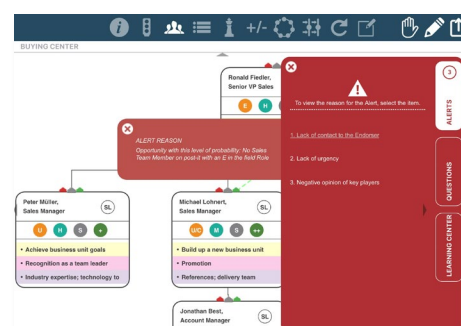 +/-
BUYING CENTER
Ronald Fiedler,
Senior VP Sales
E
H
ALERT REASON
Opportunity with this level of probability: No Sales
Team Member on post-it with an E in the field Role
To view the reason for the Alert, select the item.
1. Lack of contact to the Endorser
2. Lack of urgency
3. Negative opinion of key players
3
ALERTS
QUESTIONS
LEARNING CENTER
Peter Müller,
Sales Manager
SL
U
H
S
+
• Achieve business unit goals
• Recognition as a team leader
• Industry expertise; technology to
Michael Lohnert,
Sales Manager
SL
U/C
M
S
++
• Build up a new business unit
• Promotion
• References; delivery team
Jonathan Best,
Account Manager
SL